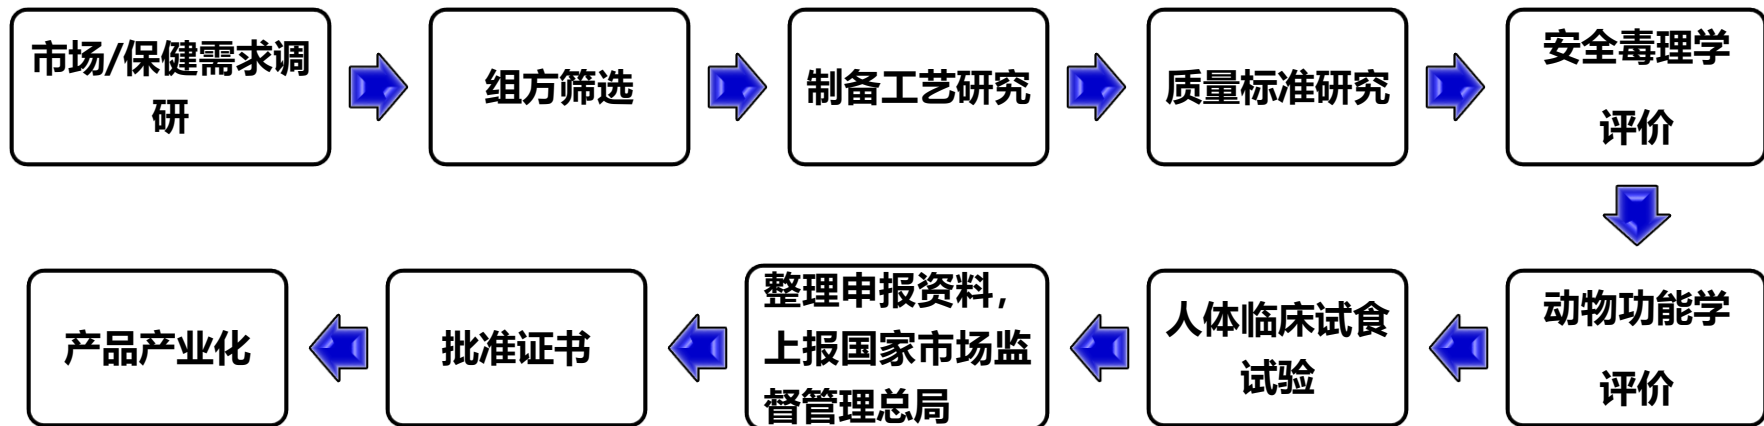 市场/保健需求调
研
组方筛选
制备工艺研究
质量标准研究
安全毒理学
评价
动物功能学
评价
人体临床试食
试验
整理申报资料，
上报国家市场监
督管理总局
批准证书
产品产业化